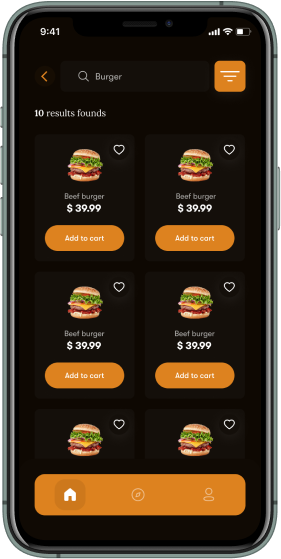 9:41
Burger
10 results founds
Beef burger
Beef burger
$ 39.99
$ 39.99
Add to cart
Add to cart
Beef burger
Beef burger
$ 39.99
$ 39.99
Add to cart
Add to cart